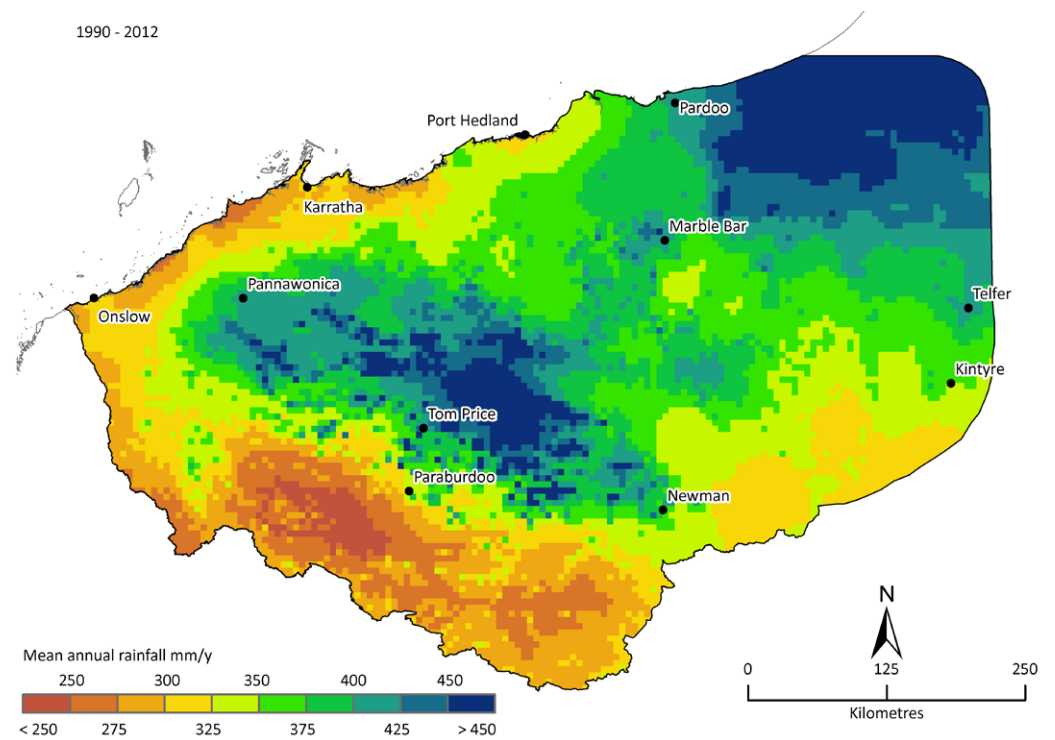 1990 - 2012
Pardoo
Port Hedland
Karratha
Marble Bar
Pannawonica
Telfer
Onslow
Kintyre
Tom Price
Paraburdoo
Newman
N
Mean annual rainfall mm/y
250 300 350 400 450
< 250 275 325 375 425 > 450
0 125 250
Kilometres